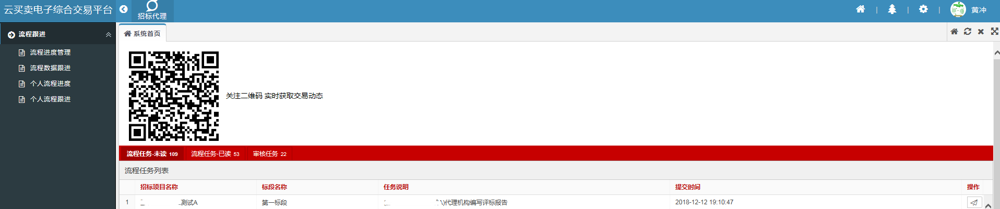 云买卖电子综合交易平台
招标代理
黄冲
流程跟进
系统首页
流程进度管理
流程数据跟进
个人流程进度
个人流程跟进
关注二维码 实时获取交易动态
流程任务-未读 109 流程任务-已读 53 审核任务 22
流程任务列表
招标项目名称 标段名称 任务说明 提交时间 操作
1 测试A 第一标段 \)代理机构编写评标报告 2018-12-12 19:10:47